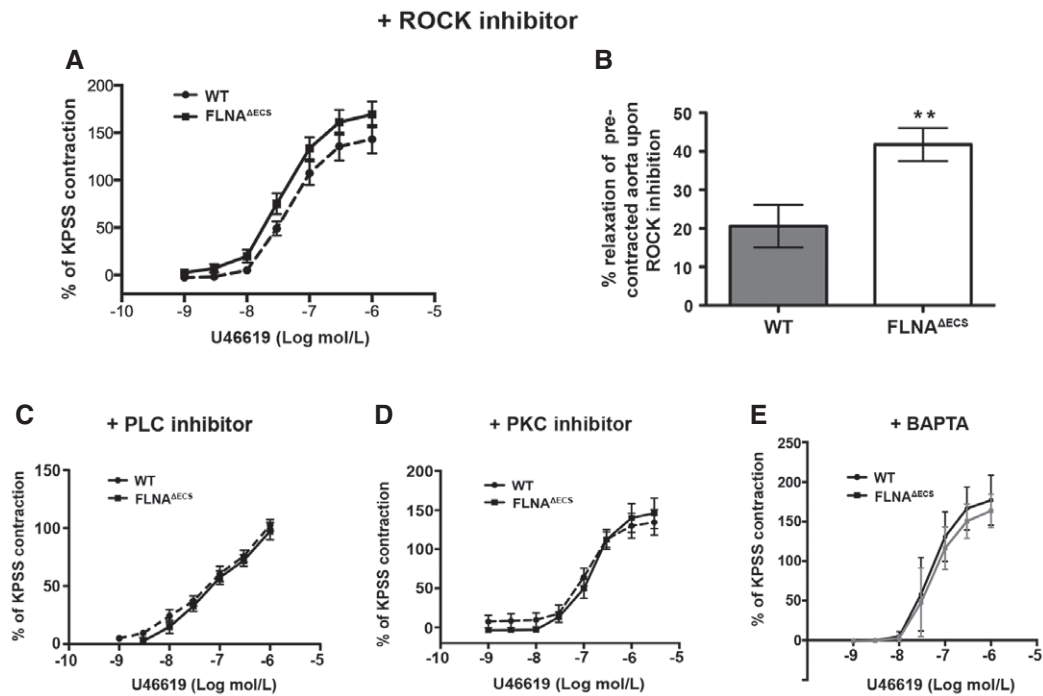 + ROCK inhibitor
A
% of KPSS contraction
200
150
100
50
0
WT
FLNAΔECS
-10
-9
-8
-7
-6
-5
U46619 (Log mol/L)
B
% relaxation of pre-
contracted aorta upon
ROCK inhibition
50
40
30
20
10
0
**
WT
FLNAΔECS
C
+ PLC inhibitor
% of KPSS contraction
150
100
50
0
WT
FLNAΔECS
-10
-9
-8
-7
-6
-5
U46619 (Log mol/L)
D
+ PKC inhibitor
% of KPSS contraction
200
150
100
50
0
WT
FLNAΔECS
-10
-9
-8
-7
-6
-5
U46619 (Log mol/L)
E
+ BAPTA
% of KPSS contraction
250
200
150
100
50
0
WT
FLNAΔECS
-10
-9
-8
-7
-6
-5
U46619 (Log mol/L)